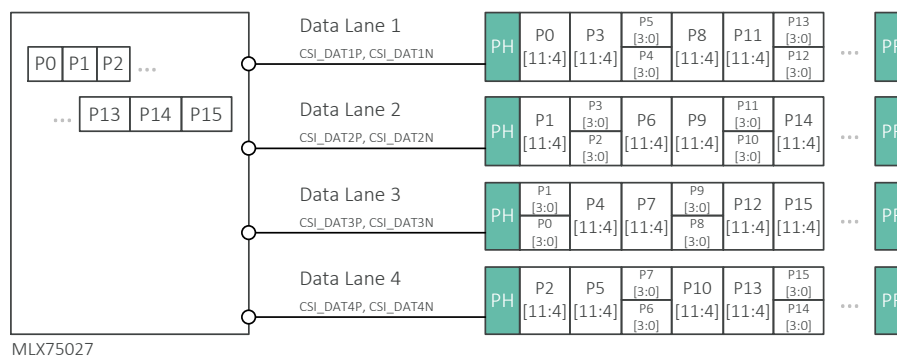 P0 P1 P2 ...
... P13 P14 P15
MLX75027
Data Lane 1
CSI_DAT1P, CSI_DAT1N
PH P0 [11:4] P3 [11:4] P5 [3:0] P4 [3:0] P8 [11:4] P11 [11:4] P13 [3:0] P12 [3:0] ...
Data Lane 2
CSI_DAT2P, CSI_DAT2N
PH P1 [11:4] P3 [3:0] P2 [3:0] P6 [11:4] P9 [11:4] P11 [3:0] P10 [3:0] P14 [11:4] ...
Data Lane 3
CSI_DAT3P, CSI_DAT3N
PH P1 [3:0] P0 [3:0] P4 [11:4] P7 [11:4] P9 [3:0] P8 [3:0] P12 [11:4] P15 [11:4] ...
Data Lane 4
CSI_DAT4P, CSI_DAT4N
PH P2 [11:4] P5 [11:4] P7 [3:0] P6 [3:0] P10 [11:4] P13 [11:4] P15 [3:0] P14 [3:0] ...